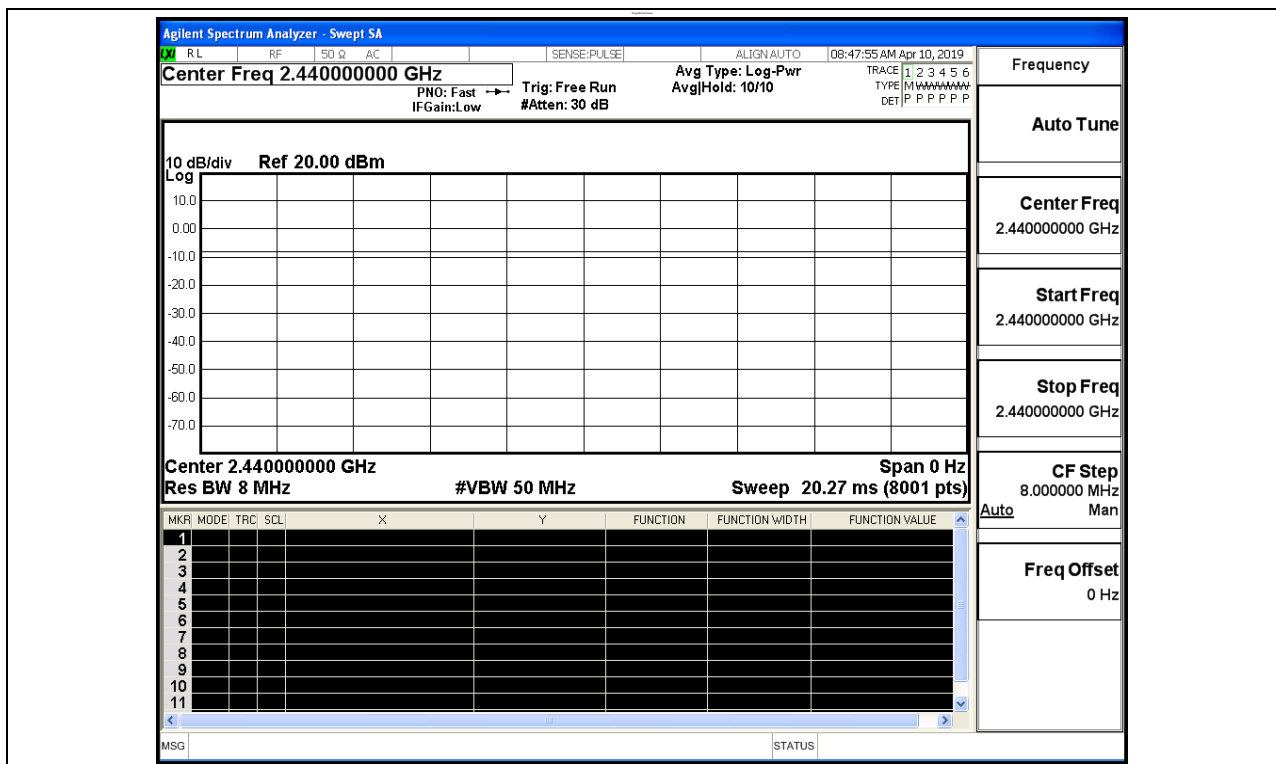 Agilent Spectrum Analyzer - Swept SA
LXI RL RF 50 Ω AC SENSE:PULSE ALIGN AUTO 08:47:55 AM Apr 10, 2019
Center Freq 2.440000000 GHz
PNO: Fast
IFGain:Low
Trig: Free Run
#Atten: 30 dB
Avg Type: Log-Pwr
Avg|Hold: 10/10
TRACE 1 2 3 4 5 6
TYPE M WWWWW
DET P P P P P P
10 dB/div Ref 20.00 dBm
Log
10.0
0.00
-10.0
-20.0
-30.0
-40.0
-50.0
-60.0
-70.0
Center 2.440000000 GHz Span 0 Hz
Res BW 8 MHz #VBW 50 MHz Sweep 20.27 ms (8001 pts)
MKR MODE TRC SCL X Y FUNCTION FUNCTION WIDTH FUNCTION VALUE
1
2
3
4
5
6
7
8
9
10
11
MSG STATUS
Frequency
Auto Tune
Center Freq
2.440000000 GHz
Start Freq
2.440000000 GHz
Stop Freq
2.440000000 GHz
CF Step
8.000000 MHz
Auto Man
Freq Offset
0 Hz